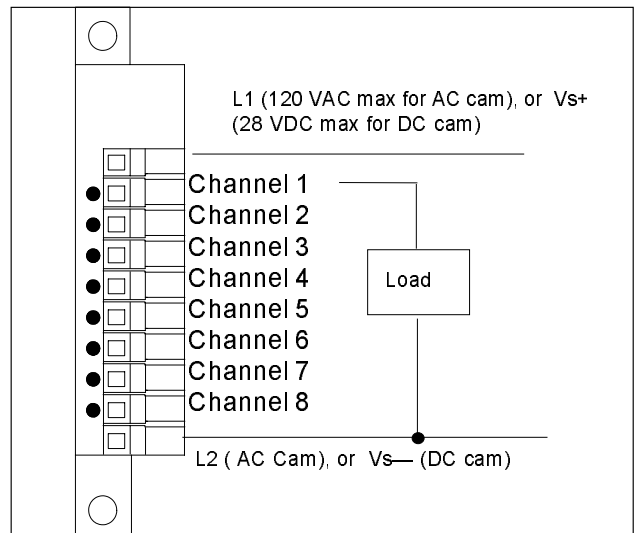 L1 (120 VAC max for AC cam), or Vs+
(28 VDC max for DC cam)
Channel 1
Channel 2
Channel 3
Channel 4
Channel 5
Channel 6
Channel 7
Channel 8
Load
L2 ( AC Cam), or Vs— (DC cam)